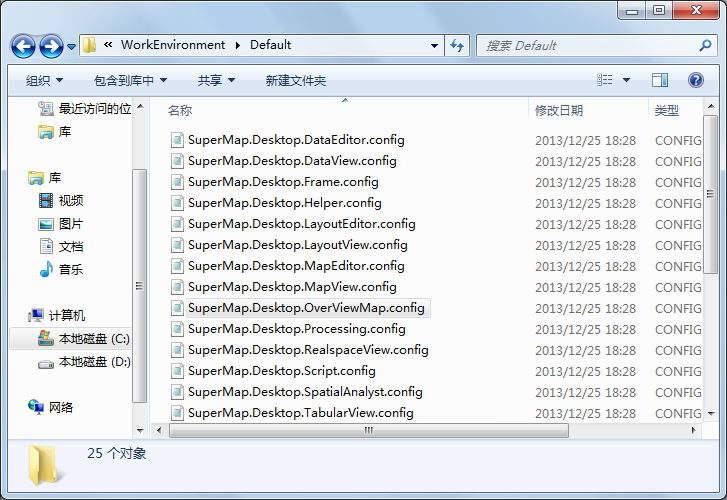 « WorkEnvironment Default
搜索 Default
组织 包含到库中 共享 新建文件夹
最近访问的位
库
库
视频
图片
文档
音乐
计算机
本地磁盘 (C:)
本地磁盘 (D:)
网络
名称 修改日期 类型
SuperMap.Desktop.DataEditor.config 2013/12/25 18:28 CONFIG
SuperMap.Desktop.DataView.config 2013/12/25 18:28 CONFIG
SuperMap.Desktop.Frame.config 2013/12/25 18:28 CONFIG
SuperMap.Desktop.Helper.config 2013/12/25 18:28 CONFIG
SuperMap.Desktop.LayoutEditor.config 2013/12/25 18:28 CONFIG
SuperMap.Desktop.LayoutView.config 2013/12/25 18:28 CONFIG
SuperMap.Desktop.MapEditor.config 2013/12/25 18:28 CONFIG
SuperMap.Desktop.MapView.config 2013/12/25 18:28 CONFIG
SuperMap.Desktop.OverViewMap.config 2013/12/25 18:28 CONFIG
SuperMap.Desktop.Processing.config 2013/12/25 18:28 CONFIG
SuperMap.Desktop.RealspaceView.config 2013/12/25 18:28 CONFIG
SuperMap.Desktop.Script.config 2013/12/25 18:28 CONFIG
SuperMap.Desktop.SpatialAnalyst.config 2013/12/25 18:28 CONFIG
SuperMap.Desktop.TabularView.config 2013/12/25 18:28 CONFIG
25 个对象